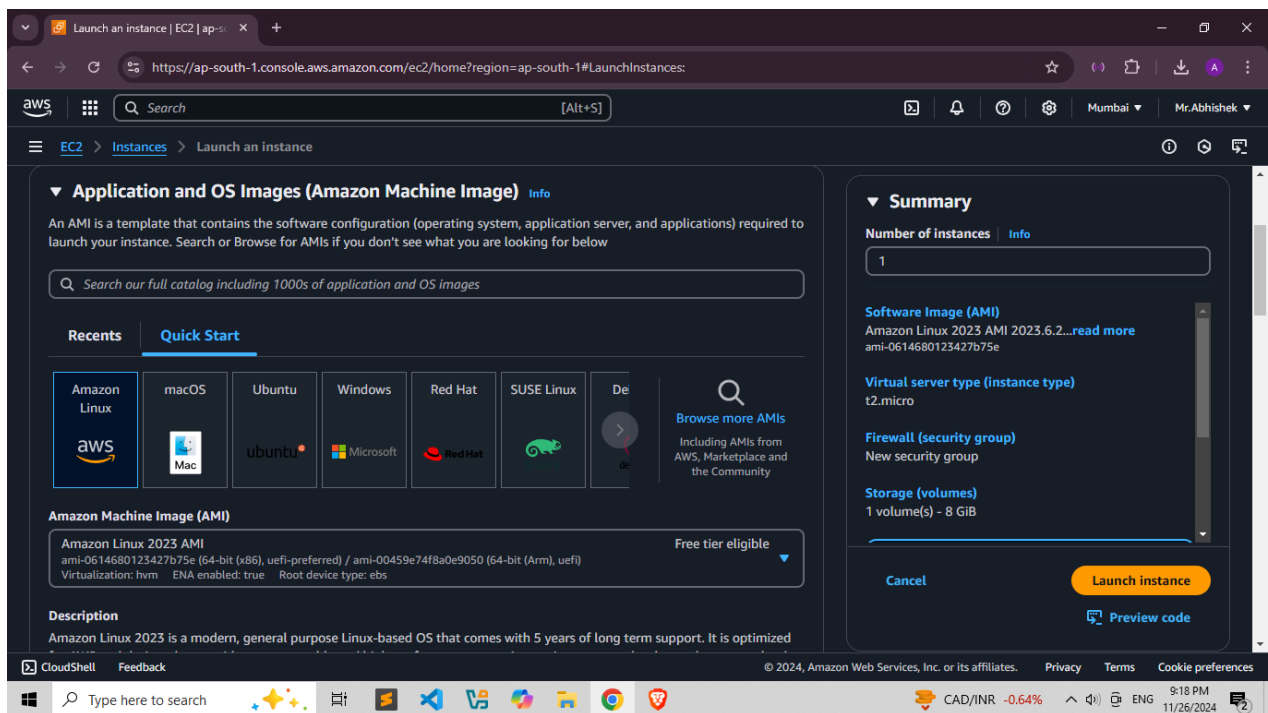 Launch an instance | EC2 | ap-so
https://ap-south-1.console.aws.amazon.com/ec2/home?region=ap-south-1#LaunchInstances:
A
aws
Search
[Alt+S]
Mumbai
Mr.Abhishek
EC2 > Instances > Launch an instance
Application and OS Images (Amazon Machine Image) Info
An AMI is a template that contains the software configuration (operating system, application server, and applications) required to
launch your instance. Search or Browse for AMIs if you don't see what you are looking for below
Search our full catalog including 1000s of application and OS images
Recents
Quick Start
Amazon
Linux
aws
macOS
Mac
Ubuntu
ubuntu
Windows
Microsoft
Red Hat
Red Hat
SUSE Linux
De
de
Browse more AMIs
Including AMIs from
AWS, Marketplace and
the Community
Amazon Machine Image (AMI)
Amazon Linux 2023 AMI
Free tier eligible
ami-0614680123427b75e (64-bit (x86), uefi-preferred) / ami-00459e74f8a0e9050 (64-bit (Arm), uefi)
Virtualization: hvm ENA enabled: true Root device type: ebs
Description
Amazon Linux 2023 is a modern, general purpose Linux-based OS that comes with 5 years of long term support. It is optimized
Summary
Number of instances Info
1
Software Image (AMI)
Amazon Linux 2023 AMI 2023.6.2...read more
ami-0614680123427b75e
Virtual server type (instance type)
t2.micro
Firewall (security group)
New security group
Storage (volumes)
1 volume(s) - 8 GiB
Cancel
Launch instance
Preview code
CloudShell
Feedback
© 2024, Amazon Web Services, Inc. or its affiliates.
Privacy
Terms
Cookie preferences
Type here to search
CAD/INR -0.64%
ENG
9:18 PM
11/26/2024
2